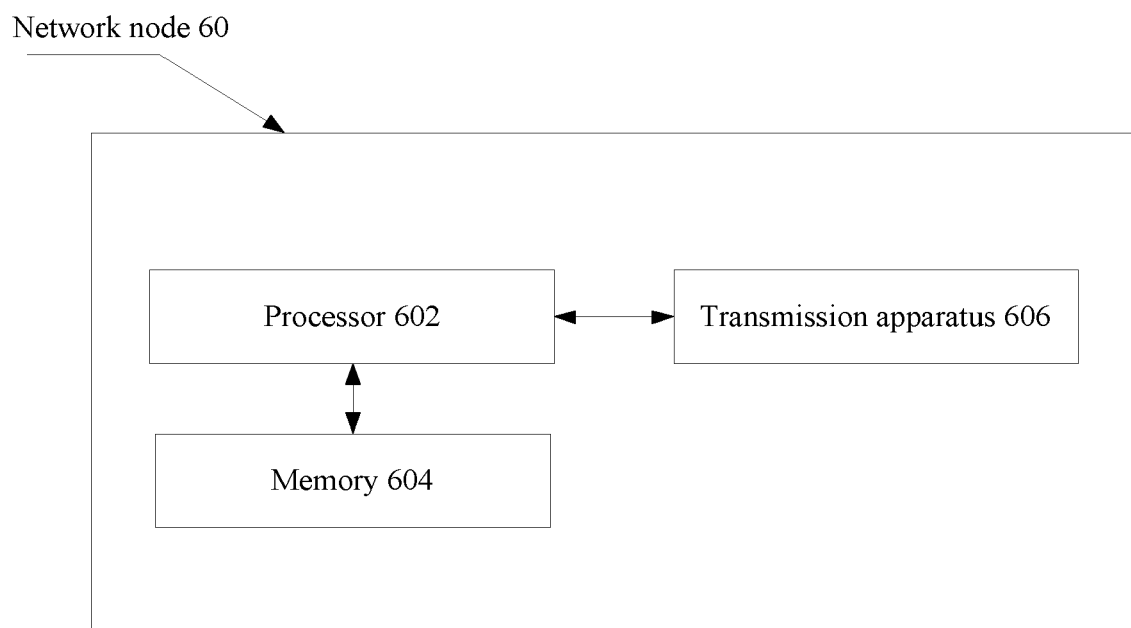 Network node 60
Processor 602
Transmission apparatus 606
Memory 604